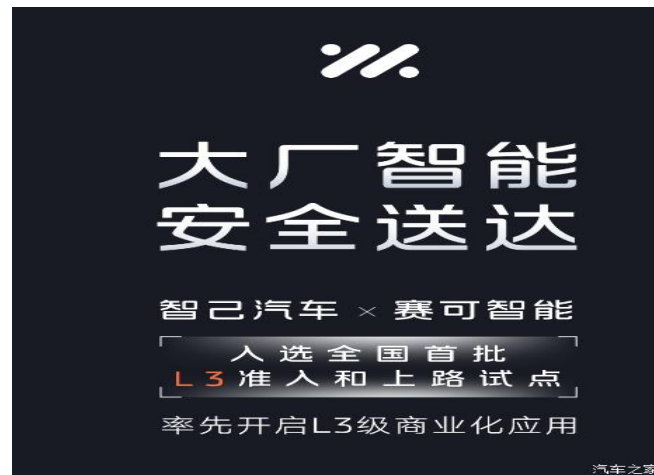 大厂智能
安全送达
智己汽车 × 赛可智能
入选全国首批
L3准入和上路试点
率先开启L3级商业化应用
汽车之家